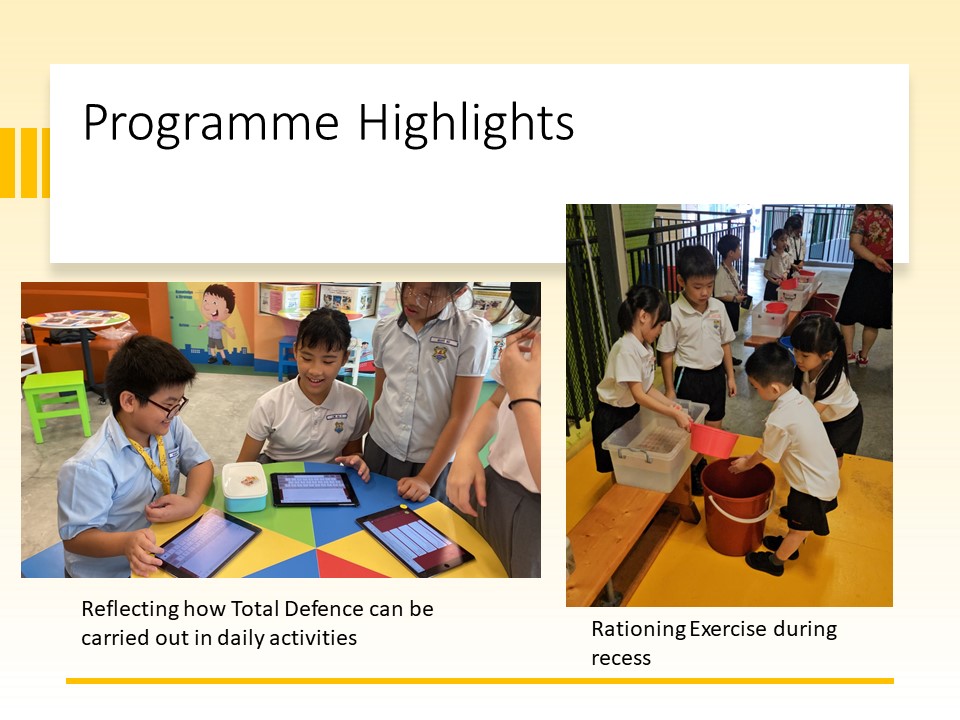 Programme Highlights
Reflecting how Total Defence can be
carried out in daily activities
Rationing Exercise during
recess